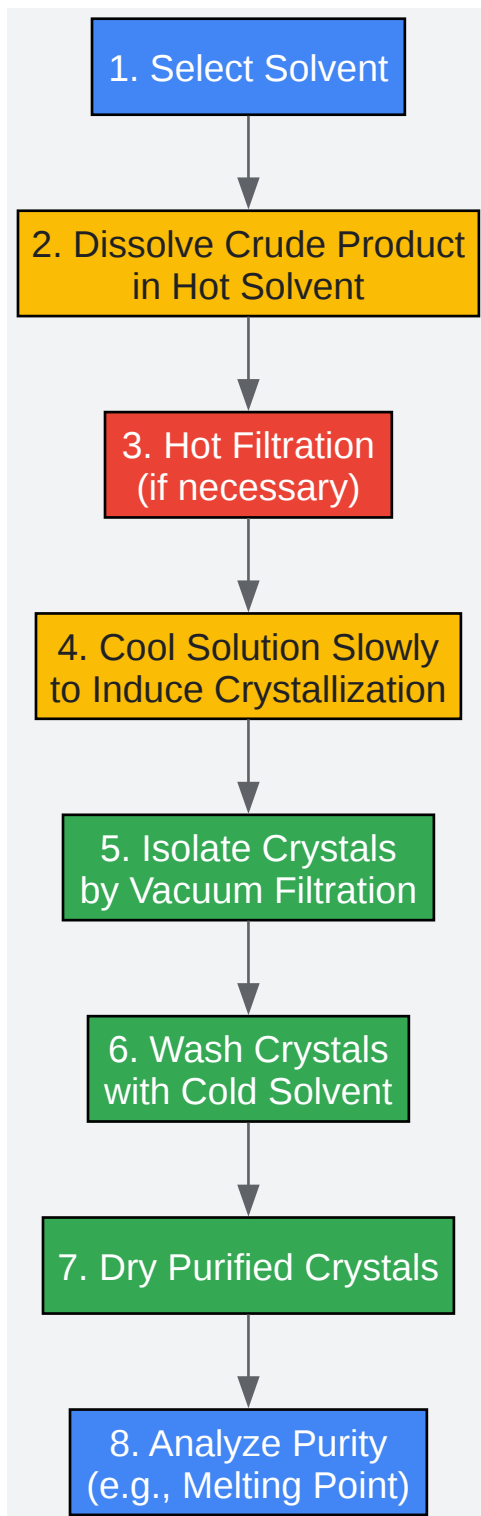 1. Select Solvent
2. Dissolve Crude Product
in Hot Solvent
3. Hot Filtration
(if necessary)
4. Cool Solution Slowly
to Induce Crystallization
5. Isolate Crystals
by Vacuum Filtration
6. Wash Crystals
with Cold Solvent
7. Dry Purified Crystals
8. Analyze Purity
(e.g., Melting Point)